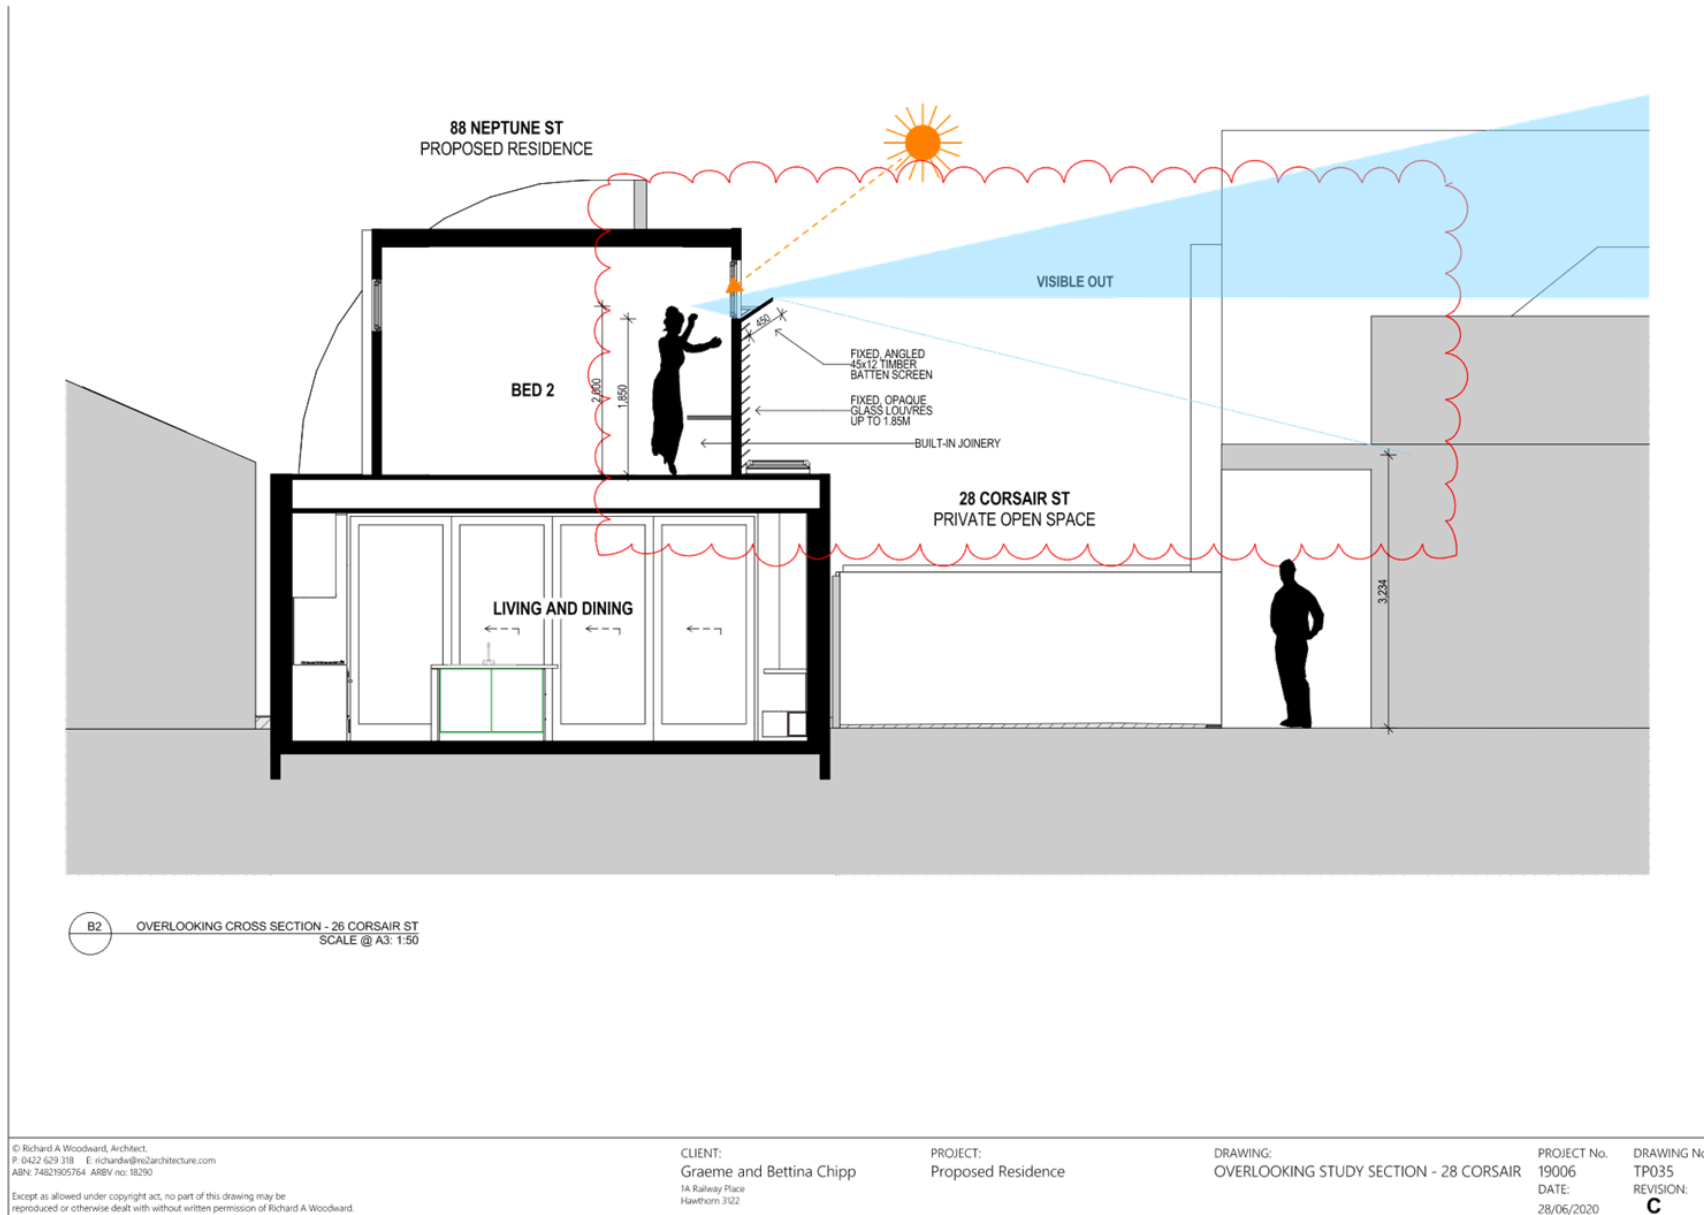 88 NEPTUNE ST
PROPOSED RESIDENCE
VISIBLE OUT
450
FIXED, ANGLED
45x12 TIMBER
BATTEN SCREEN
BED 2
2,000
1,850
FIXED, OPAQUE
GLASS LOUVRES
UP TO 1.85M
BUILT-IN JOINERY
28 CORSAIR ST
PRIVATE OPEN SPACE
LIVING AND DINING
3,234
B2
OVERLOOKING CROSS SECTION - 26 CORSAIR ST
SCALE @ A3: 1:50
© Richard A Woodward, Architect.
P: 0422 629 318 E: richardw@re2architecture.com
ABN: 74821905764 ARBV no: 18290
Except as allowed under copyright act, no part of this drawing may be
reproduced or otherwise dealt with without written permission of Richard A Woodward.
CLIENT:
Graeme and Bettina Chipp
1A Railway Place
Hawthorn 3122
PROJECT:
Proposed Residence
DRAWING:
OVERLOOKING STUDY SECTION - 28 CORSAIR
PROJECT No.
19006
DATE:
28/06/2020
DRAWING No
TP035
REVISION:
C